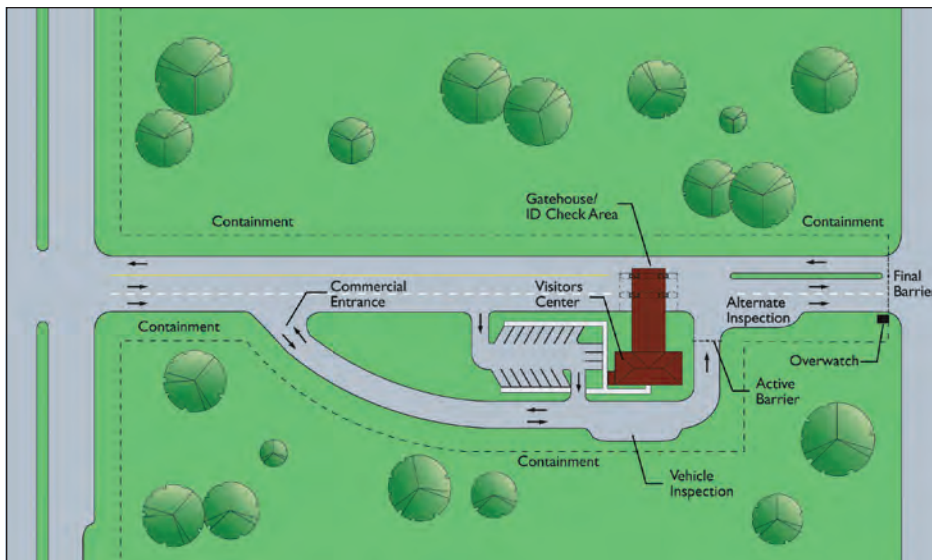 Gatehouse/
ID Check Area
Containment
Containment
Commercial
Entrance
Visitors
Center
Final
Barrier
Alternate
Inspection
Containment
Overwatch
Active
Barrier
Containment
Vehicle
Inspection